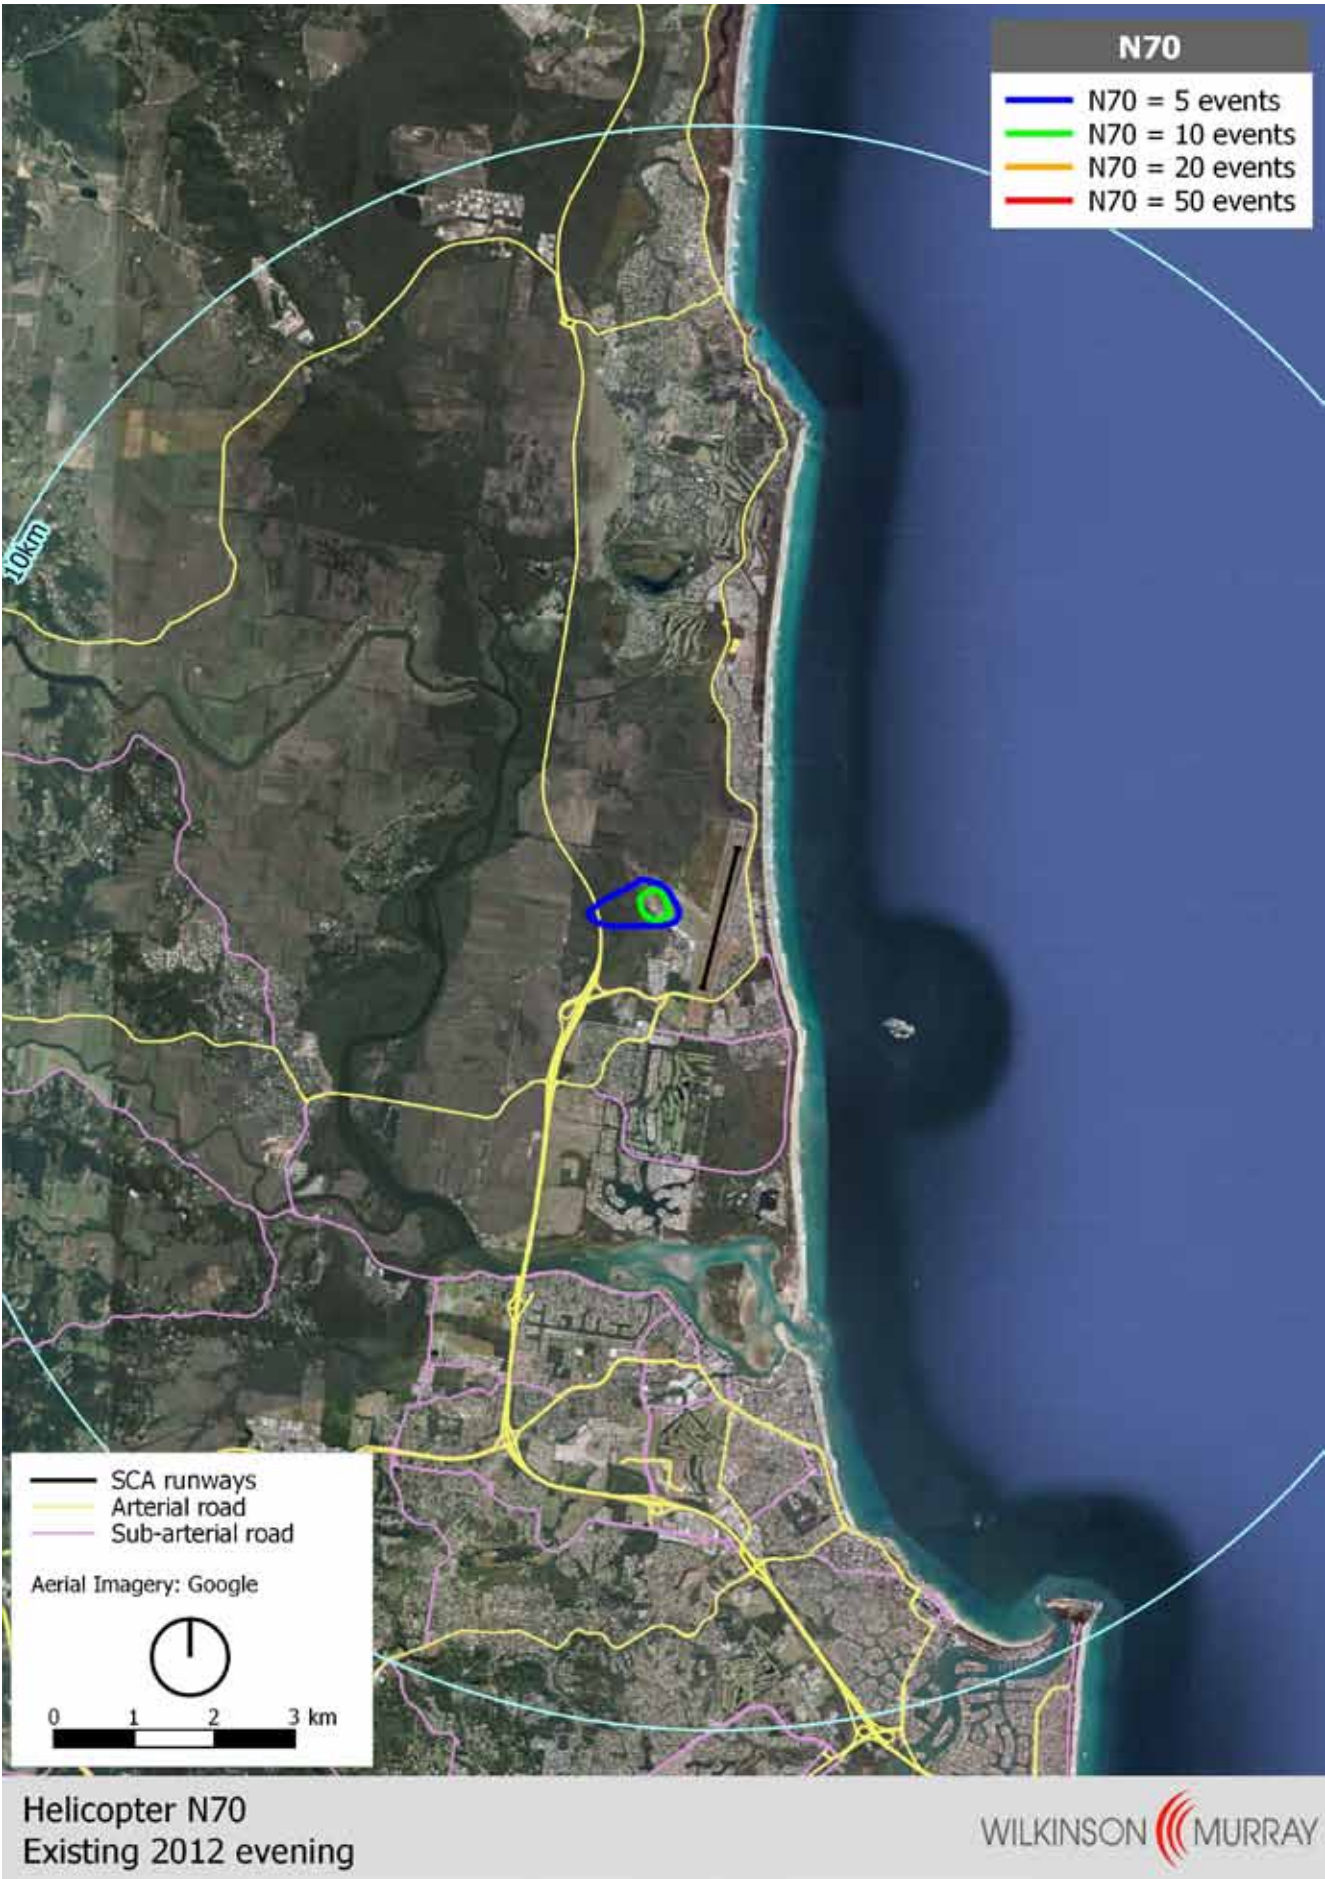 N70
N70 = 5 events
N70 = 10 events
N70 = 20 events
N70 = 50 events
10km
SCA runways
Arterial road
Sub-arterial road
Aerial Imagery: Google
0 1 2 3 km
Helicopter N70
Existing 2012 evening
WILKINSON MURRAY